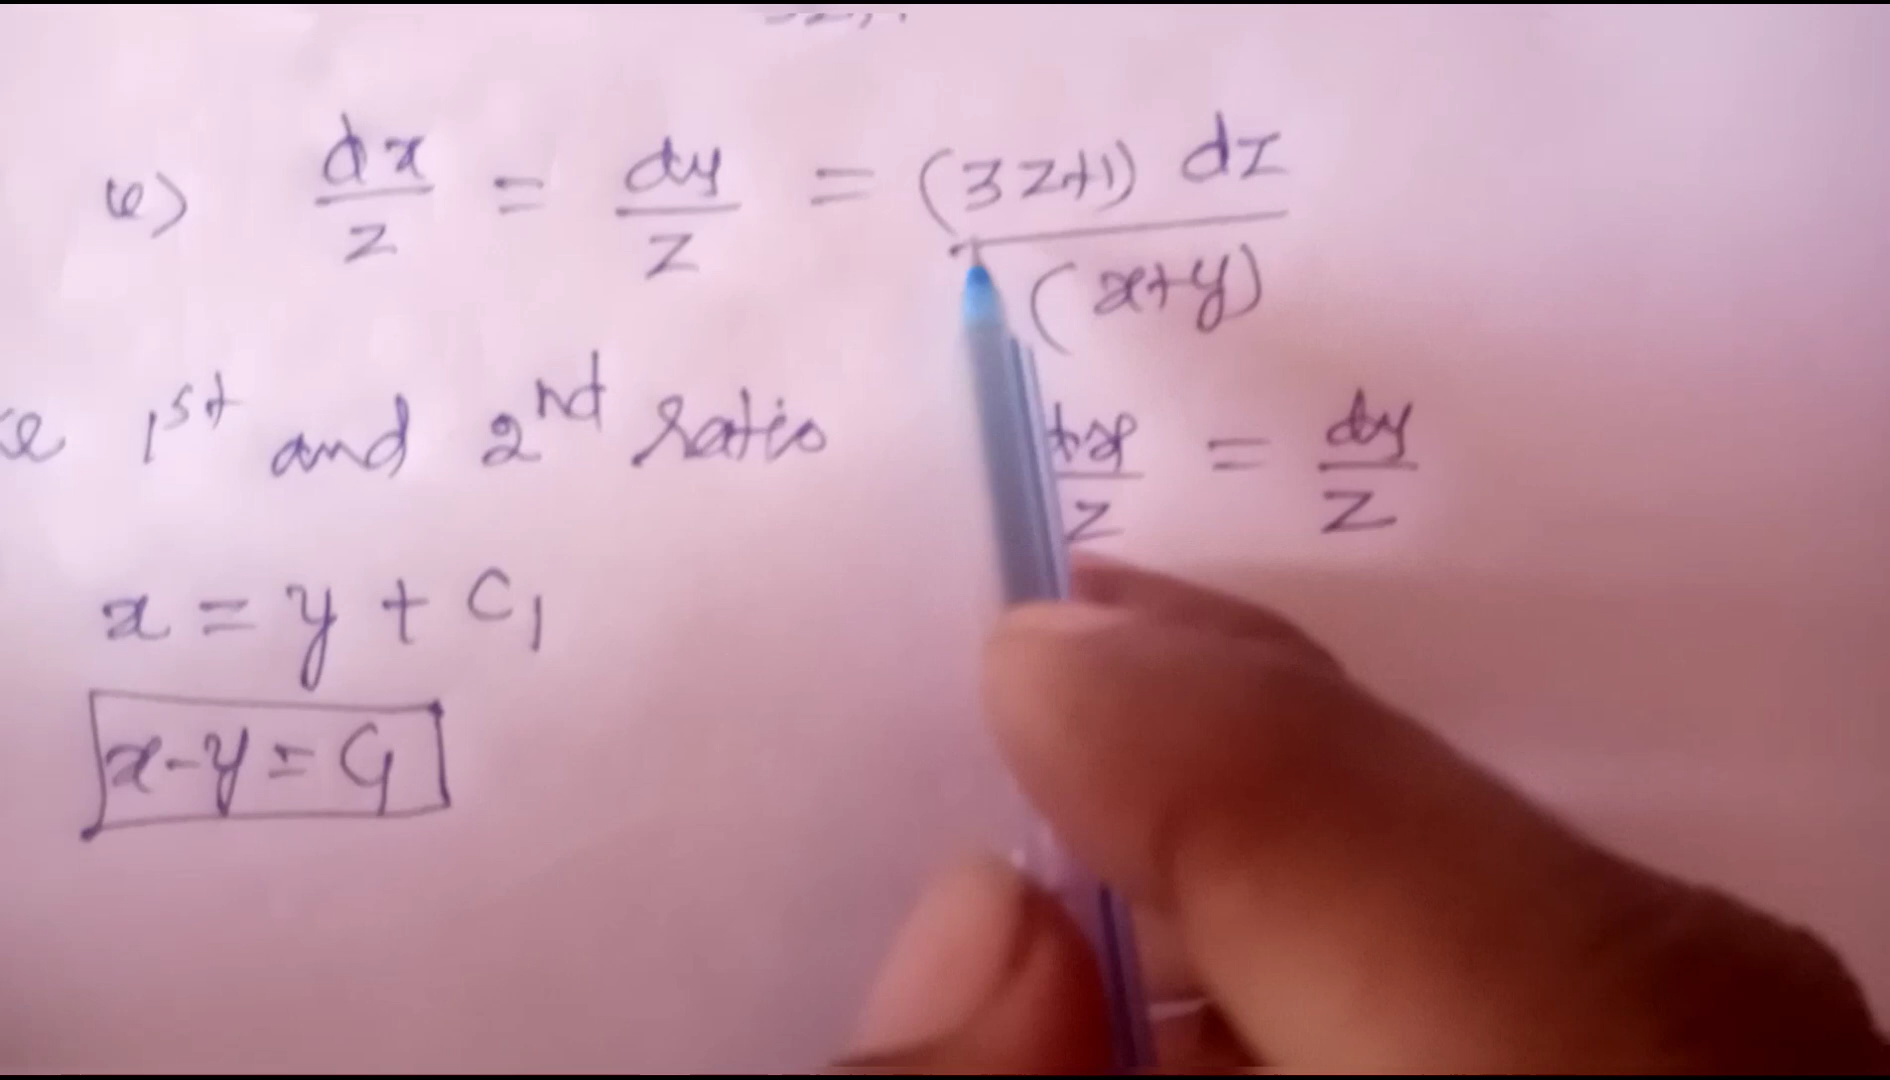 (e) dx/z = dy/z = (3z+1) dz/(x+y)
1st and 2nd ratio dx/z = dy/z
x = y + C1
x-y = C1